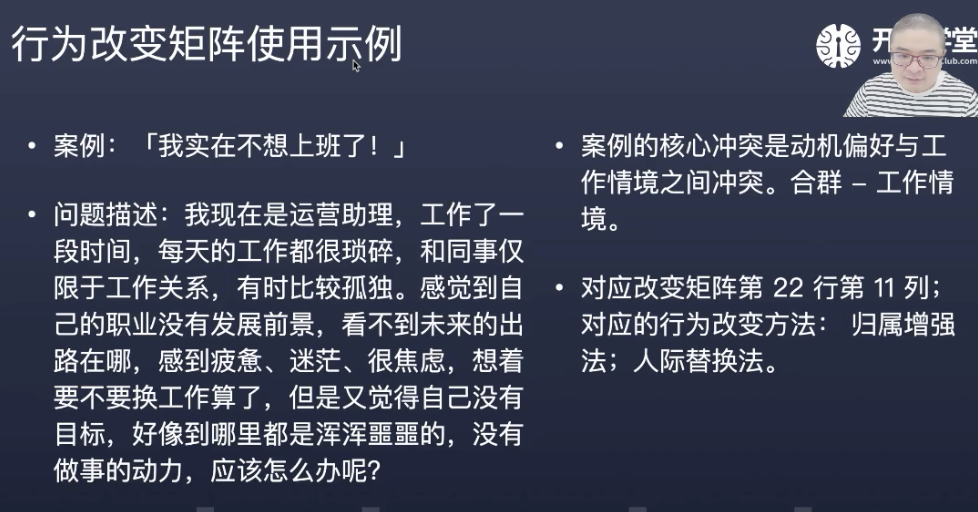 行为改变矩阵使用示例
• 案例：「我实在不想上班了！」
• 问题描述：我现在是运营助理，工作了一
段时间，每天的工作都很琐碎，和同事仅
限于工作关系，有时比较孤独。感觉到自
己的职业没有发展前景，看不到未来的出
路在哪，感到疲惫、迷茫、很焦虑，想着
要不要换工作算了，但是又觉得自己没有
目标，好像到哪里都是浑浑噩噩的，没有
做事的动力，应该怎么办呢？
• 案例的核心冲突是动机偏好与工
作情境之间冲突。合群 – 工作情
境。
• 对应改变矩阵第 22 行第 11 列；
对应的行为改变方法： 归属增强
法；人际替换法。
开 学堂
www. club.com